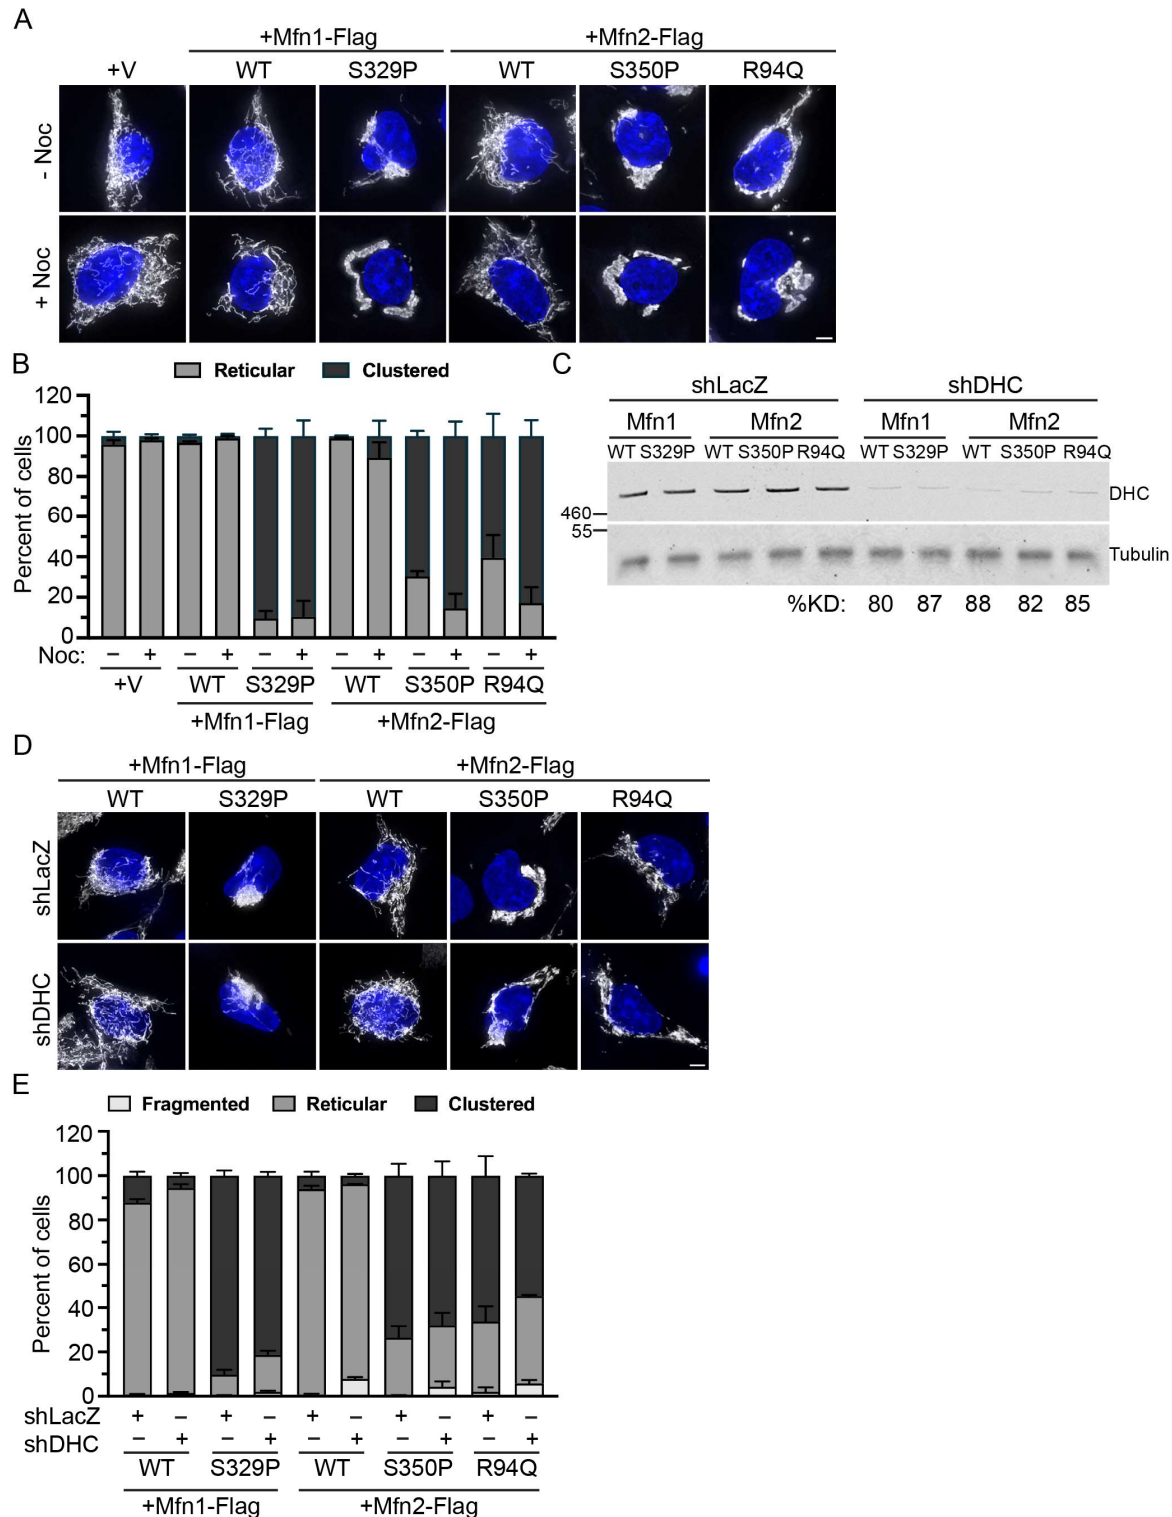 A
+Mfn1-Flag +Mfn2-Flag
+V WT S329P WT S350P R94Q
- Noc
+ Noc
B
Reticular Clustered
Percent of cells
120
100
80
60
40
20
0
Noc: – + – + – + – + – + – +
+V WT S329P WT S350P R94Q
+Mfn1-Flag +Mfn2-Flag
C
shLacZ shDHC
Mfn1 Mfn2 Mfn1 Mfn2
WT S329P WT S350P R94Q WT S329P WT S350P R94Q
DHC
460
55
Tubulin
%KD: 80 87 88 82 85
D
+Mfn1-Flag +Mfn2-Flag
WT S329P WT S350P R94Q
shLacZ
shDHC
E
Fragmented Reticular Clustered
Percent of cells
120
100
80
60
40
20
0
shLacZ + – + – + – + – + –
shDHC – + – + – + – + – +
WT S329P WT S350P R94Q
+Mfn1-Flag +Mfn2-Flag